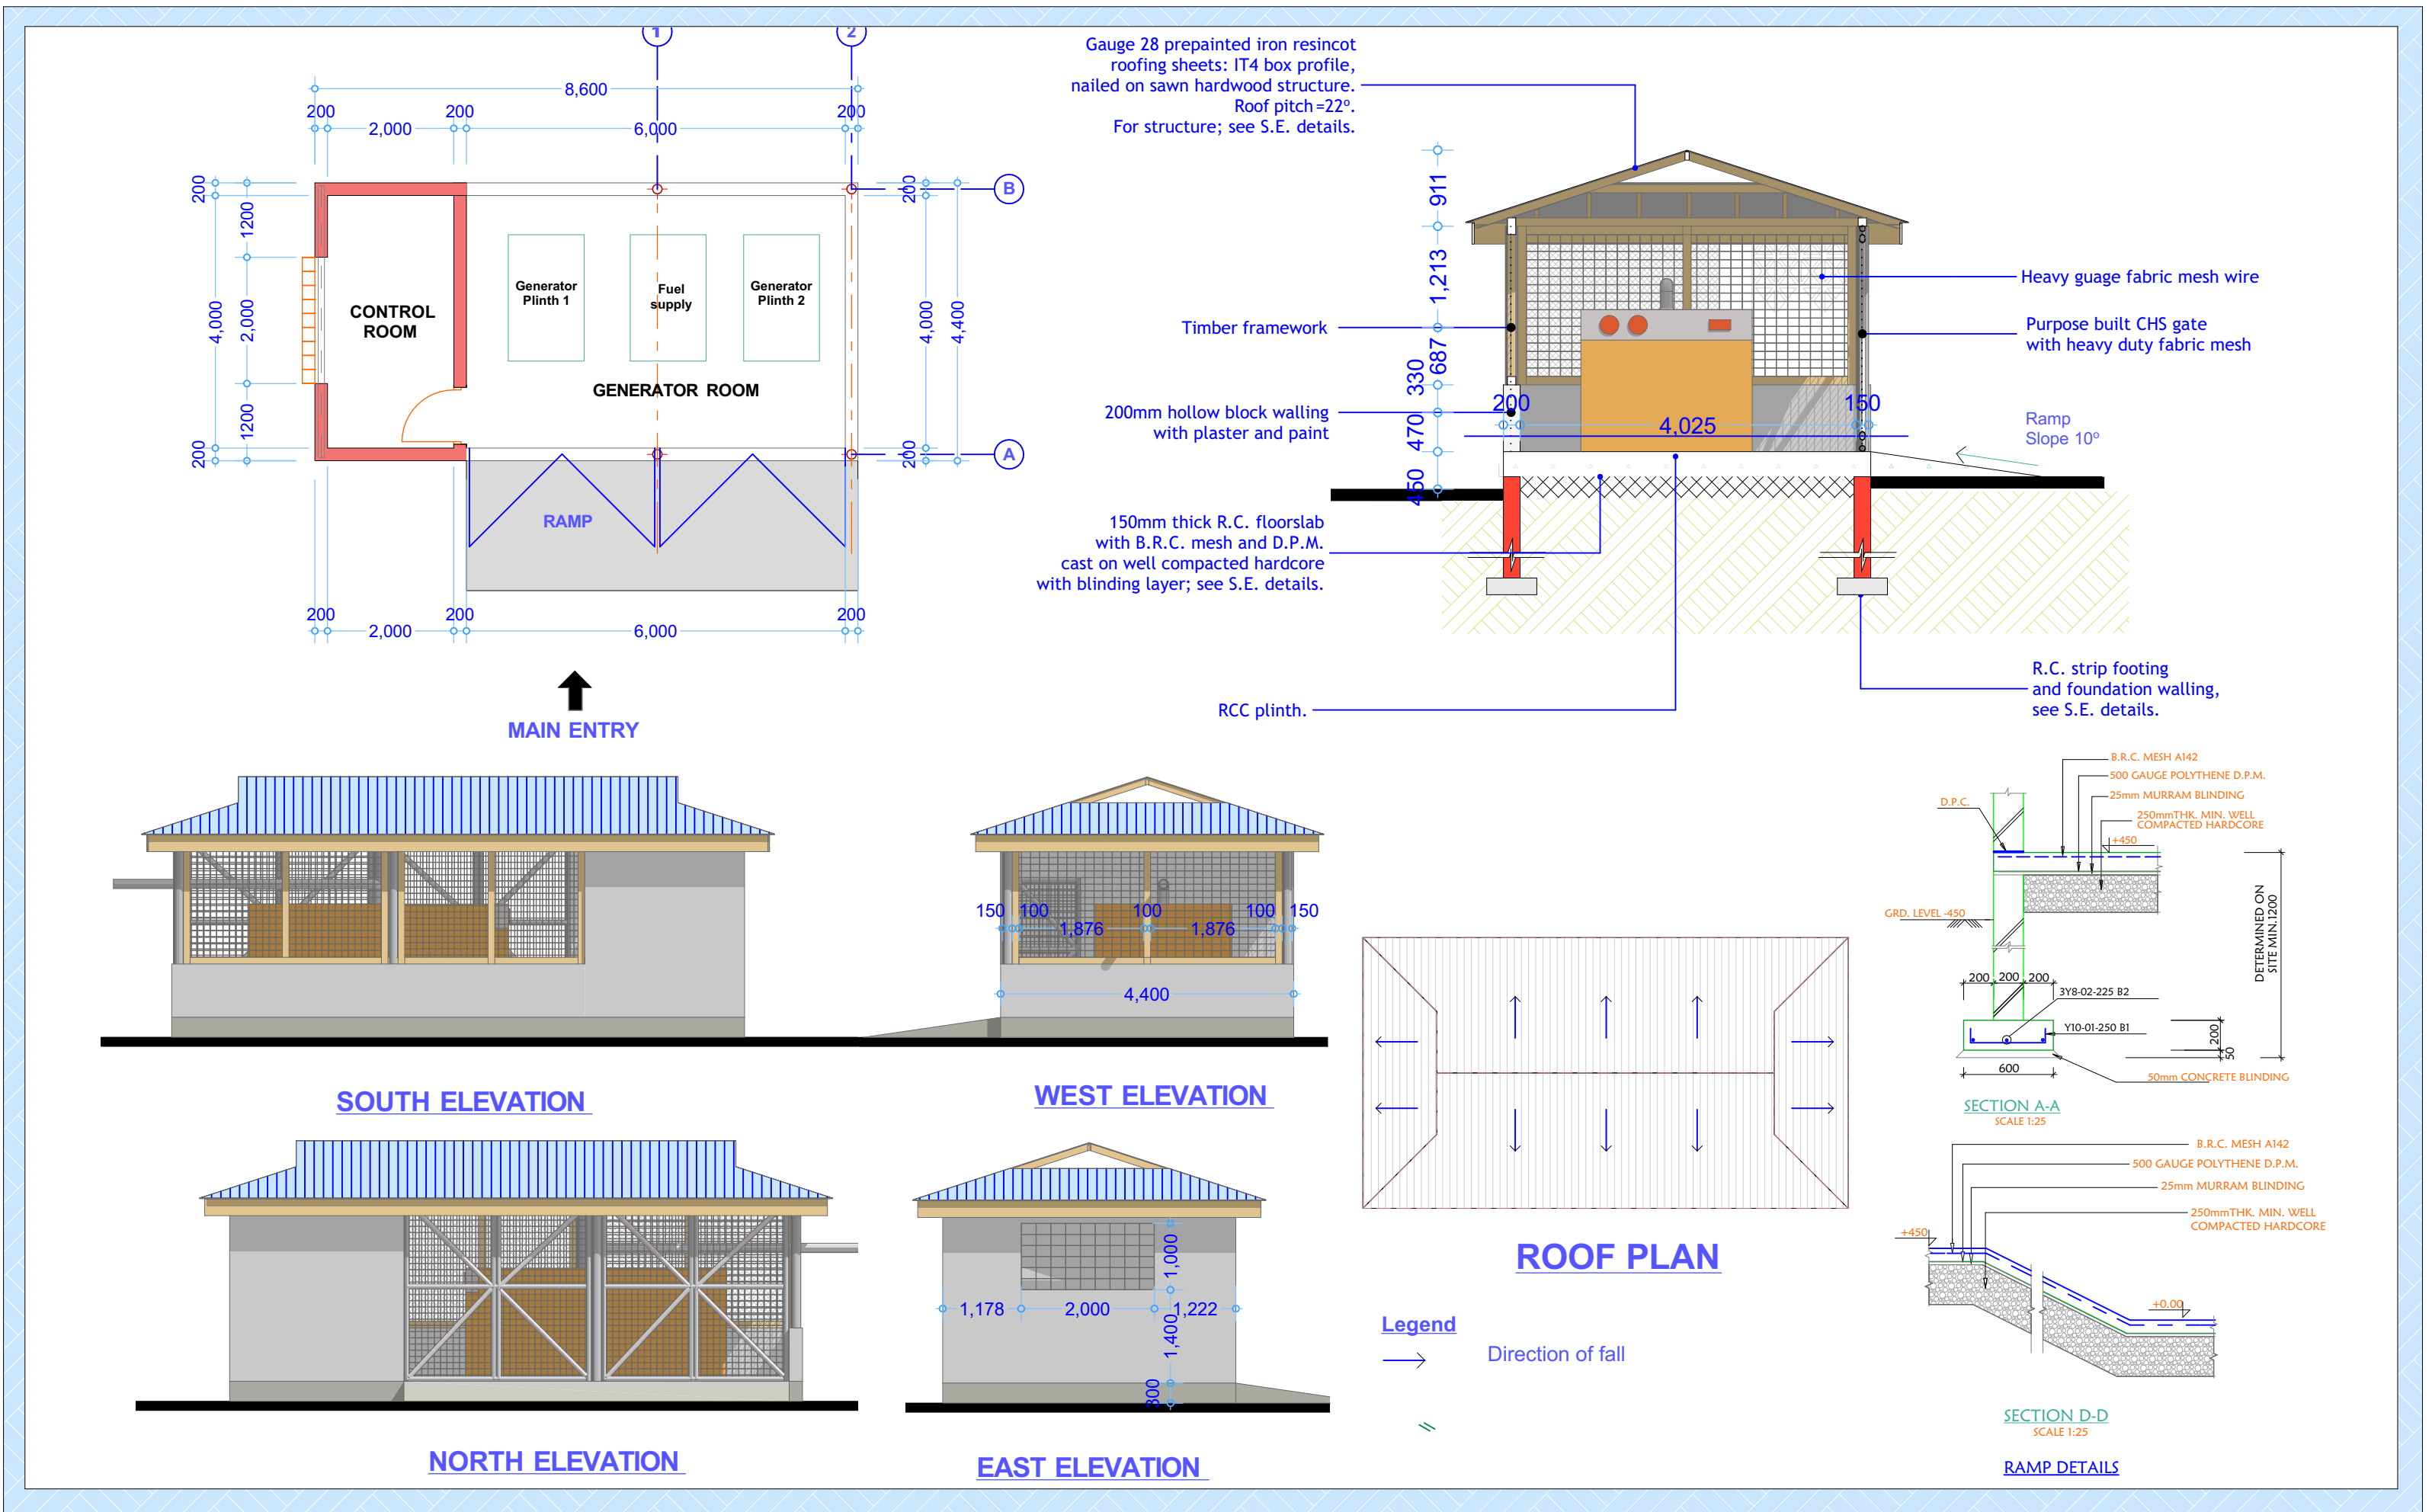 1
2
8,600
200
200
200
2,000
6,000
200
1200
4,000
2,000
1200
200
200
4,000
4,400
200
B
A
CONTROL
ROOM
Generator
Plinth 1
Fuel
supply
Generator
Plinth 2
GENERATOR ROOM
RAMP
200
200
200
2,000
6,000
MAIN ENTRY
Gauge 28 prepainted iron resincot
roofing sheets: IT4 box profile,
nailed on sawn hardwood structure.
Roof pitch =22º.
For structure; see S.E. details.
911
1,213
687
330
470
450
200
4,025
150
Timber framework
200mm hollow block walling
with plaster and paint
150mm thick R.C. floorslab
with B.R.C. mesh and D.P.M.
cast on well compacted hardcore
with blinding layer; see S.E. details.
RCC plinth.
Heavy guage fabric mesh wire
Purpose built CHS gate
with heavy duty fabric mesh
Ramp
Slope 10º
R.C. strip footing
and foundation walling,
see S.E. details.
SOUTH ELEVATION
150
100
100
100
150
1,876
1,876
4,400
WEST ELEVATION
NORTH ELEVATION
1,000
1,178
2,000
1,222
1,400
300
EAST ELEVATION
ROOF PLAN
Legend
Direction of fall
B.R.C. MESH A142
500 GAUGE POLYTHENE D.P.M.
25mm MURRAM BLINDING
250mmTHK. MIN. WELL
COMPACTED HARDCORE
D.P.C.
+450
GRD. LEVEL -450
DETERMINED ON
SITE MIN.1200
200
200
200
3Y8-02-225 B2
Y10-01-250 B1
200
50
600
50mm CONCRETE BLINDING
SECTION A-A
SCALE 1:25
B.R.C. MESH A142
500 GAUGE POLYTHENE D.P.M.
25mm MURRAM BLINDING
250mmTHK. MIN. WELL
COMPACTED HARDCORE
+450
+0.00
SECTION D-D
SCALE 1:25
RAMP DETAILS